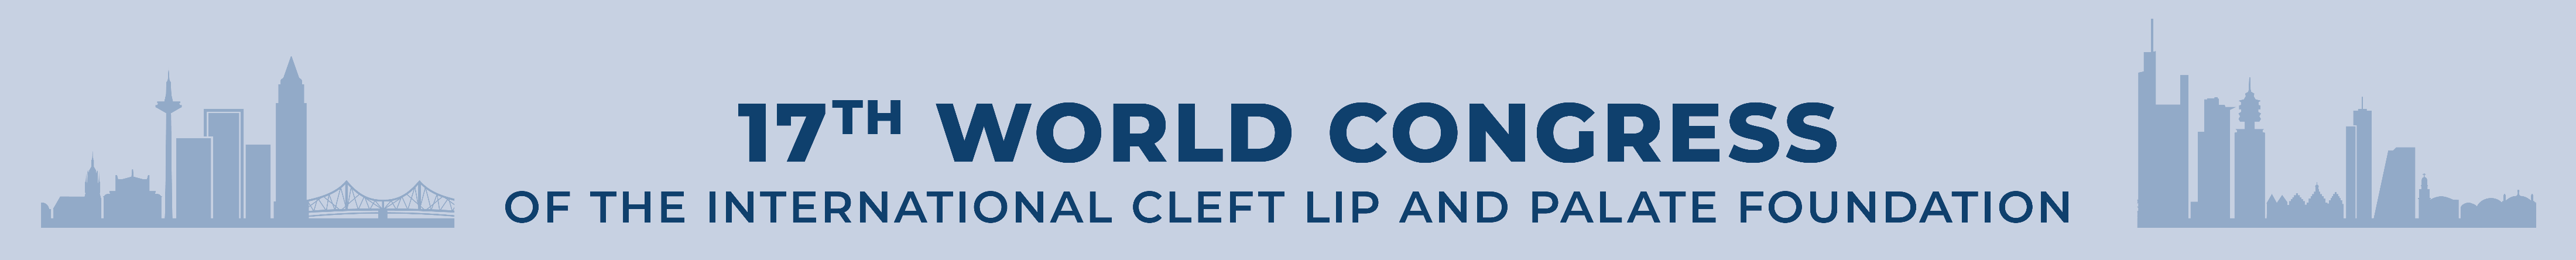 17TH WORLD CONGRESS
OF THE INTERNATIONAL CLEFT LIP AND PALATE FOUNDATION